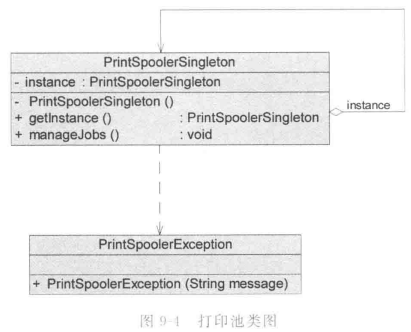 PrintSpoolerSingleton
- instance : PrintSpoolerSingleton
- PrintSpoolerSingleton ()
+ getInstance () : PrintSpoolerSingleton
+ manageJobs () : void
instance
PrintSpoolerException
+ PrintSpoolerException (String message)
图 9-4 打印池类图